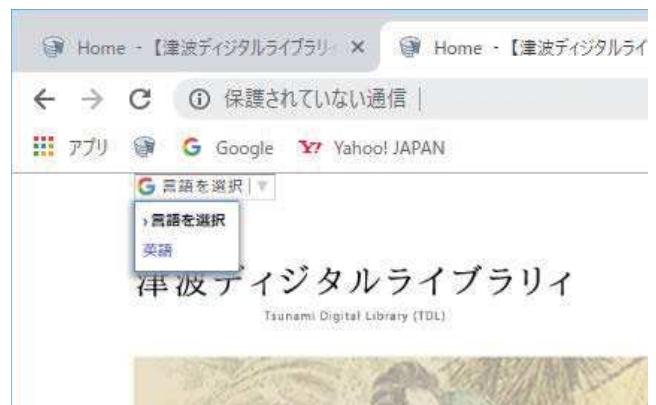 Home - 【津波ディジタルライブラリィ
Home - 【津波ディジタルライ
保護されていない通信
アプリ Google Yahoo! JAPAN
言語を選択 ▼
›言語を選択
英語
津波ディジタルライブラリィ
Tsunami Digital Library (TDL)